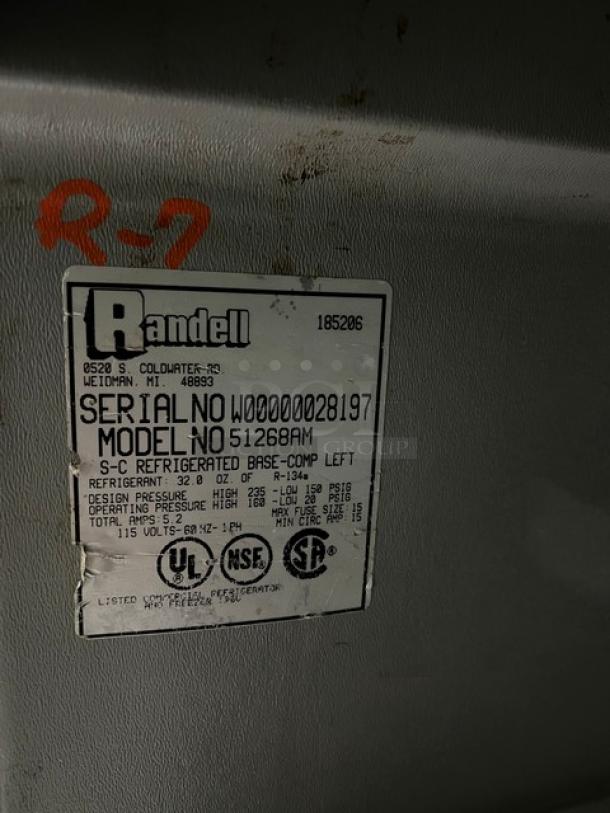 R-7
Randell 185206
0520 S. COLDWATER RD.
WEIDMAN, MI. 48893
SERIAL NO W00000028197
MODEL NO 51268AM
S-C REFRIGERATED BASE-COMP LEFT
REFRIGERANT: 32.0 OZ. OF R-134a
DESIGN PRESSURE HIGH 235 -LOW 150 PSIG
OPERATING PRESSURE HIGH 160 -LOW 20 PSIG
TOTAL AMPS:5.2 MAX FUSE SIZE:15
115 VOLTS-60 HZ-1PH MIN CIRC AMP:15
UL ® NSF® SA®
LISTED COMMERCIAL REFRIGERATOR
AND FREEZER